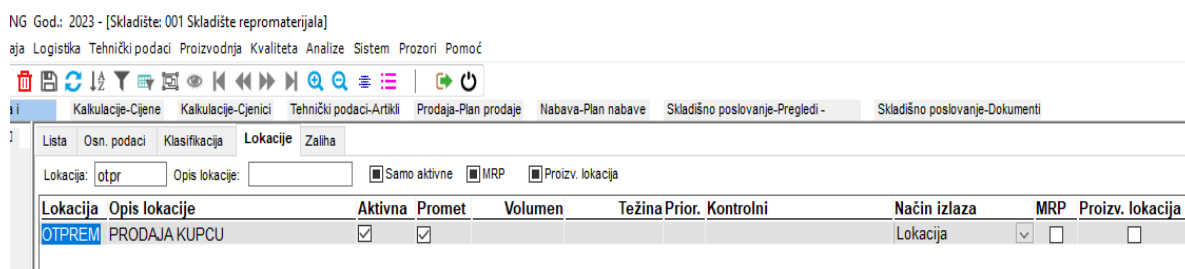 NG God.: 2023 - [Skladište: 001 Skladište repromaterijala]
aja Logistika Tehnički podaci Proizvodnja Kvaliteta Analize Sistem Prozori Pomoć
a i Kalkulacije-Cijene Kalkulacije-Cjenici Tehnički podaci-Artikli Prodaja-Plan prodaje Nabava-Plan nabave Skladišno poslovanje-Pregledi - Skladišno poslovanje-Dokumenti
Lista Osn. podaci Klasifikacija Lokacije Zaliha
Lokacija: otpr Opis lokacije: Samo aktivne MRP Proizv. lokacija
Lokacija Opis lokacije Aktivna Promet Volumen Težina Prior. Kontrolni Način izlaza MRP Proizv. lokacija
OTPREM PRODAJA KUPCU Lokacija